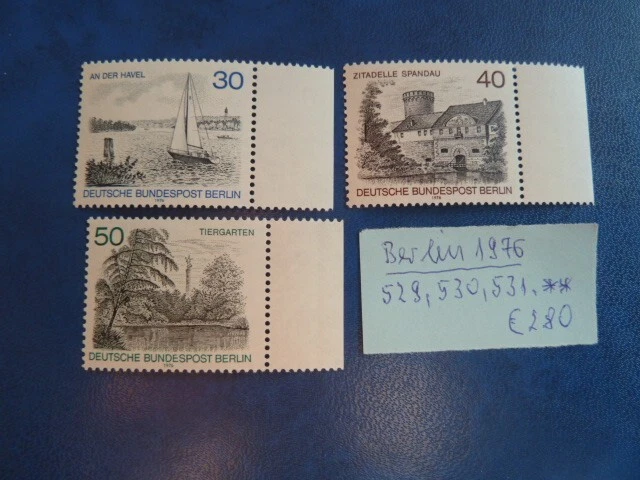 AN DER HAVEL
30
DEUTSCHE BUNDESPOST BERLIN
1976
ZITADELLE SPANDAU
40
DEUTSCHE BUNDESPOST BERLIN
1976
50
TIERGARTEN
DEUTSCHE BUNDESPOST BERLIN
1976
Berlin 1976
529, 530, 531. **
€ 2.80